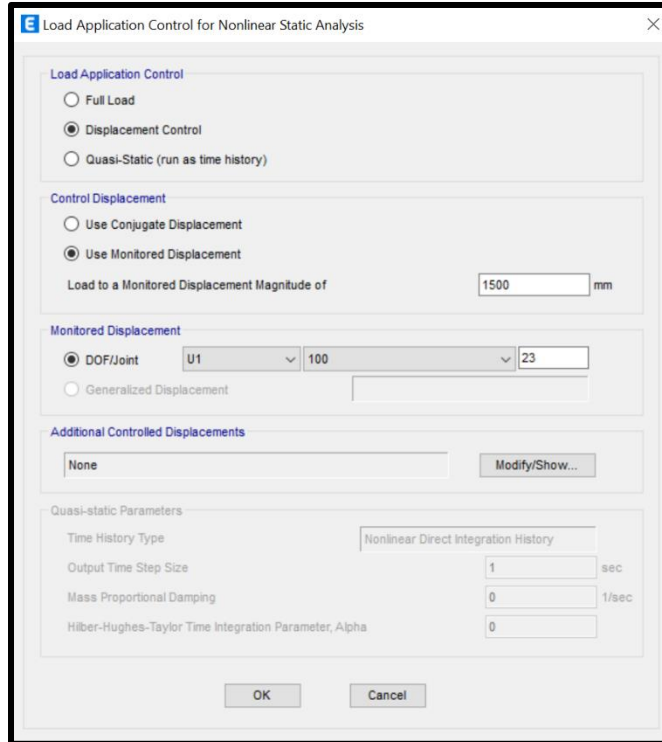 E Load Application Control for Nonlinear Static Analysis
Load Application Control
Full Load
Displacement Control
Quasi-Static (run as time history)
Control Displacement
Use Conjugate Displacement
Use Monitored Displacement
Load to a Monitored Displacement Magnitude of 1500 mm
Monitored Displacement
DOF/Joint U1 100 23
Generalized Displacement
Additional Controlled Displacements
None Modify/Show...
Quasi-static Parameters
Time History Type Nonlinear Direct Integration History
Output Time Step Size 1 sec
Mass Proportional Damping 0 1/sec
Hilber-Hughes-Taylor Time Integration Parameter, Alpha 0
OK Cancel